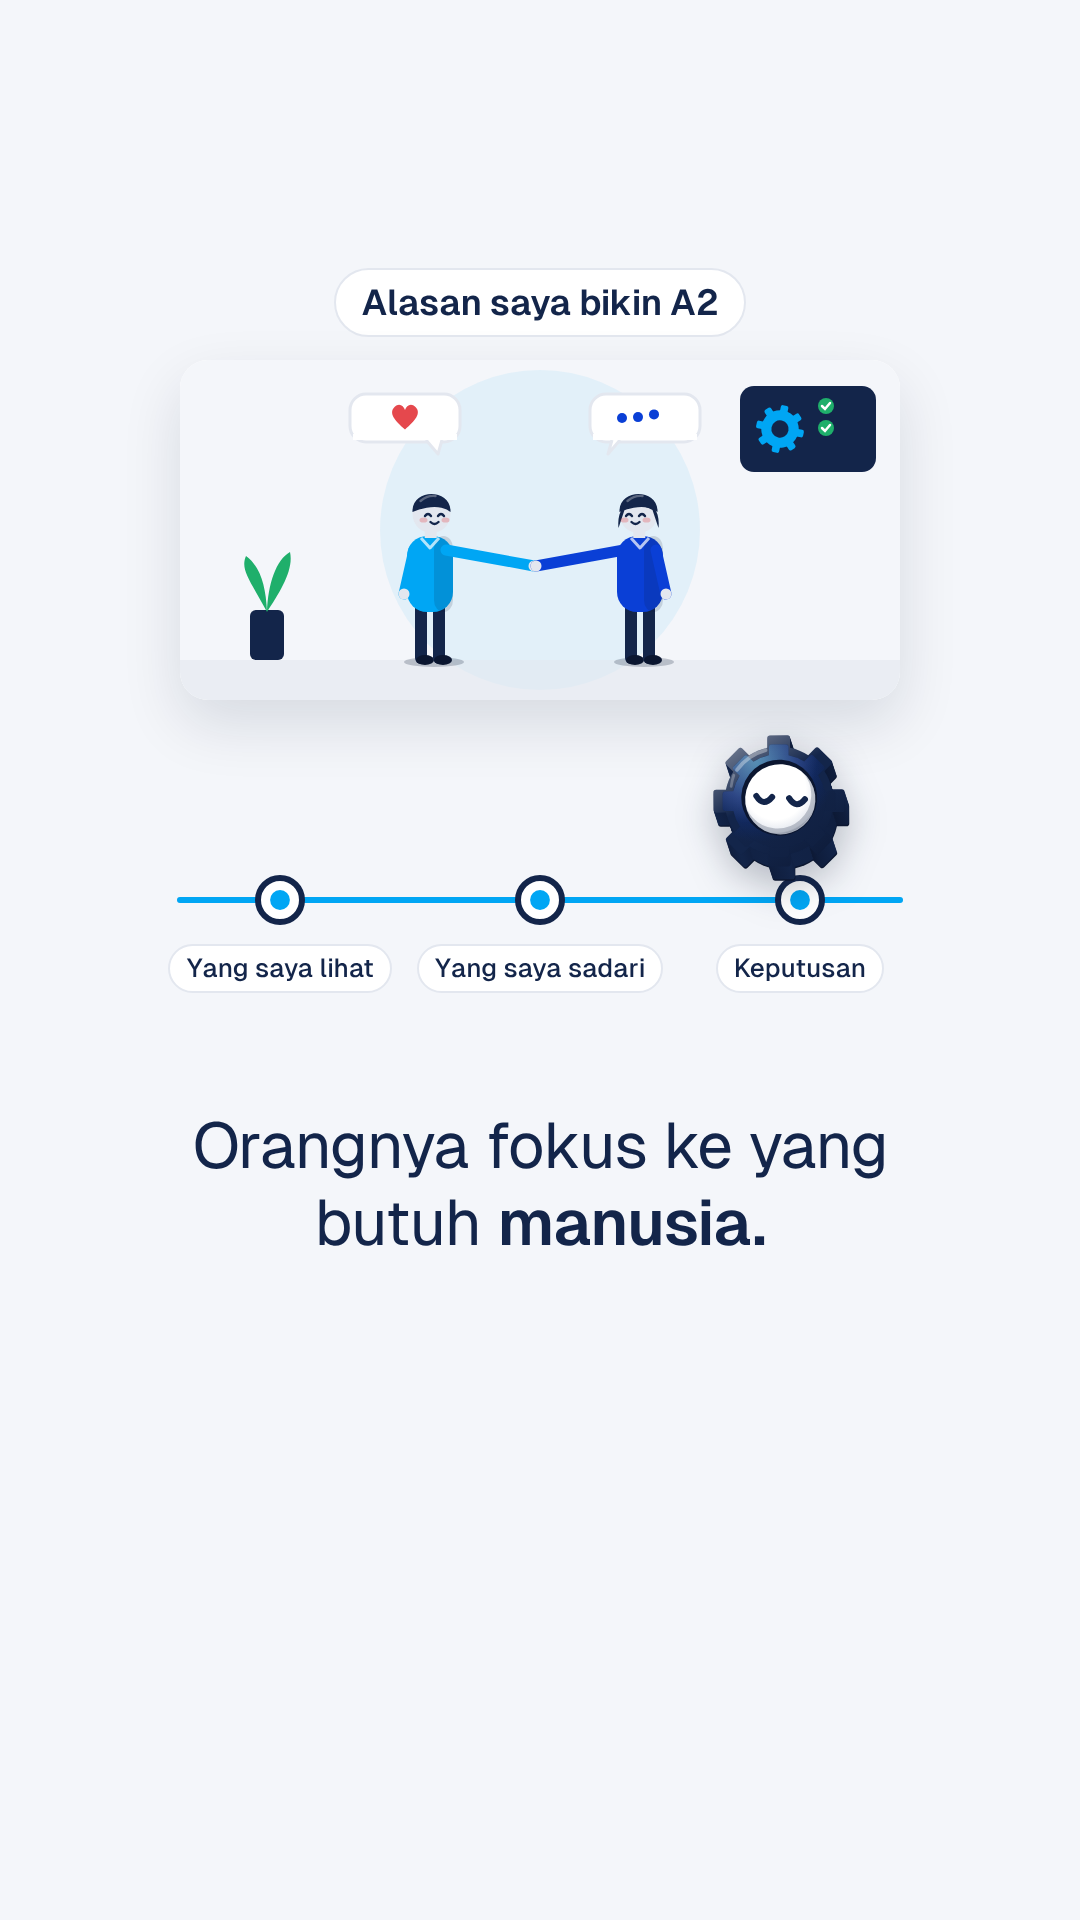 Alasan saya bikin A2
Yang saya lihat
Yang saya sadari
Keputusan
Orangnya fokus ke yang
butuh manusia.